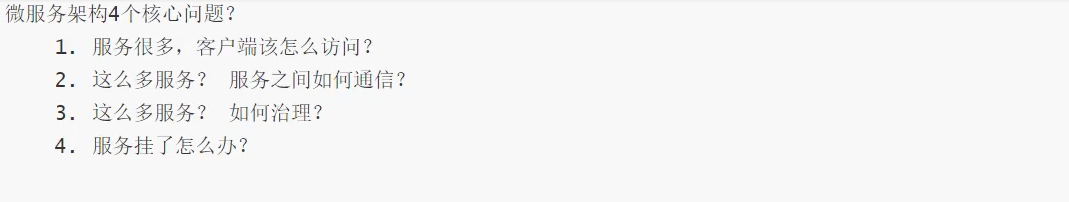 微服务架构4个核心问题？
1. 服务很多，客户端该怎么访问？
2. 这么多服务？ 服务之间如何通信？
3. 这么多服务？ 如何治理？
4. 服务挂了怎么办？